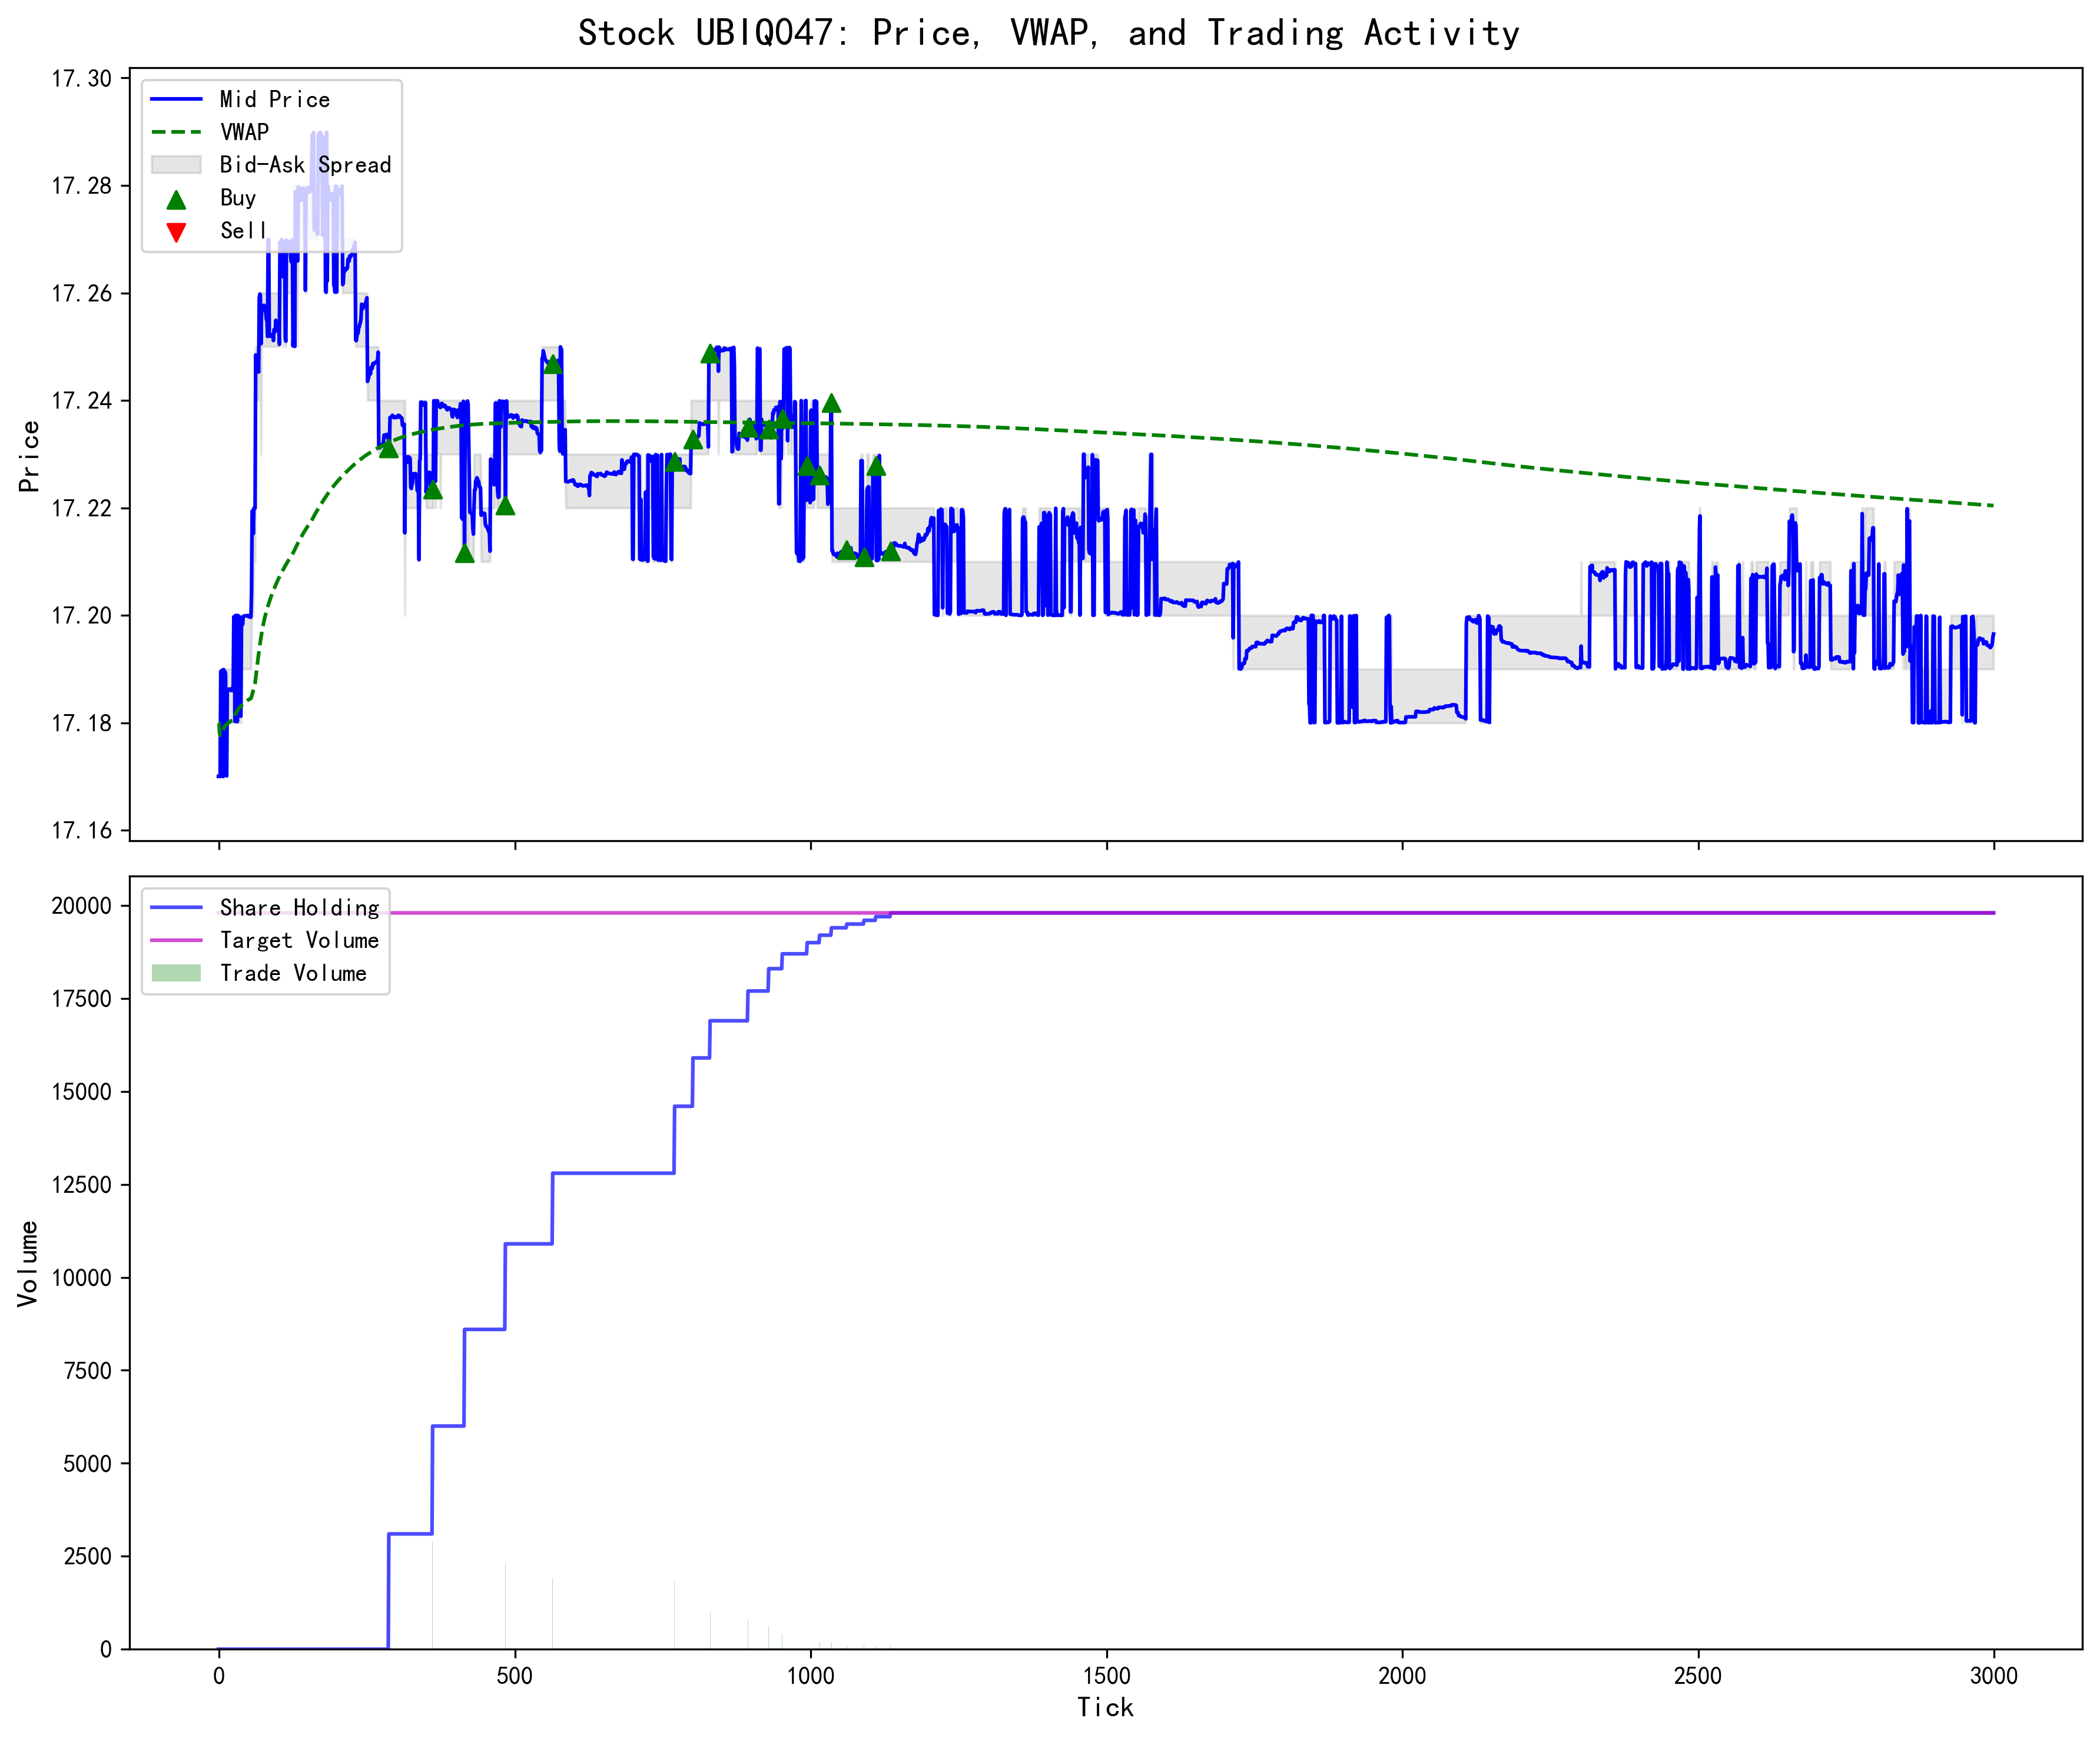 Stock UBIQ047: Price, VWAP, and Trading Activity
17.30
17.28
17.26
17.24
17.22
17.20
17.18
17.16
Price
Mid Price
VWAP
Bid-Ask Spread
Buy
Sell
20000
17500
15000
12500
10000
7500
5000
2500
0
Volume
Share Holding
Target Volume
Trade Volume
0
500
1000
1500
2000
2500
3000
Tick